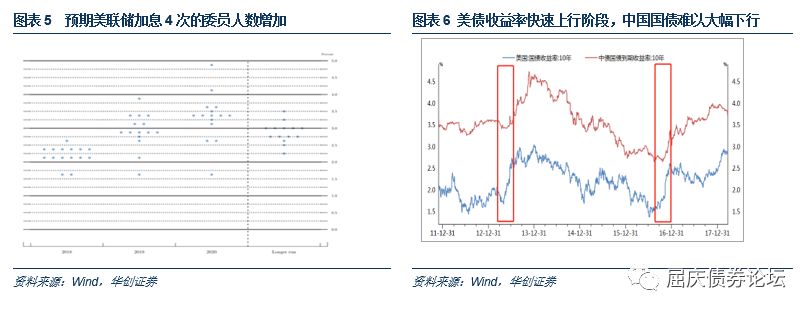 图表 5 预期美联储加息 4 次的委员人数增加
Percent
5.0
4.5
4.0
3.5
3.0
2.5
2.0
1.5
1.0
0.5
0.0
2018 2019 2020 Longer run
资料来源：Wind，华创证券
图表 6 美债收益率快速上行阶段，中国国债难以大幅下行
美国:国债收益率:10年 中债国债到期收益率:10年
4.5 4.5
4.0 4.0
3.5 3.5
3.0 3.0
2.5 2.5
2.0 2.0
1.5 1.5
11-12-31 12-12-31 13-12-31 14-12-31 15-12-31 16-12-31 17-12-31
资料来源：Wind，华创证券
屈庆债券论坛